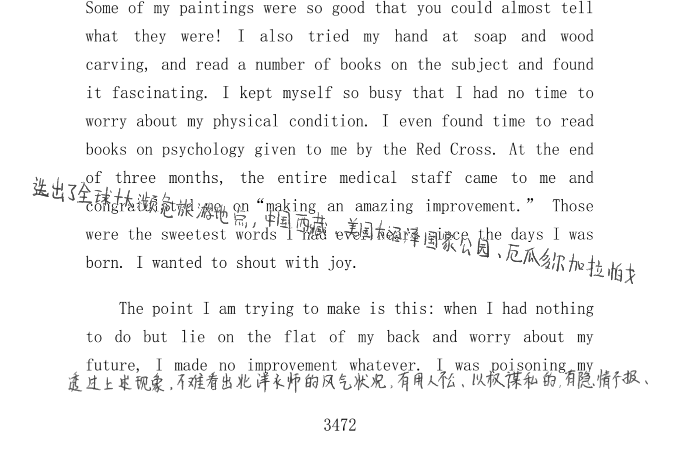 Some of my paintings were so good that you could almost tell
what they were! I also tried my hand at soap and wood
carving, and read a number of books on the subject and found
it fascinating. I kept myself so busy that I had no time to
worry about my physical condition. I even found time to read
books on psychology given to me by the Red Cross. At the end
of three months, the entire medical staff came to me and
选出了全球十大濒危旅游地点，中国西藏、美国大沼泽国家公园、厄瓜多尔加拉帕戈
congratulated me on “making an amazing improvement.” Those
were the sweetest words I had ever heard since the days I was
born. I wanted to shout with joy.
The point I am trying to make is this: when I had nothing
to do but lie on the flat of my back and worry about my
future, I made no improvement whatever. I was poisoning my
透过上述现象，不难看出北洋水师的风气状况，有用人不公、以权谋私的，有隐情不报、
3472